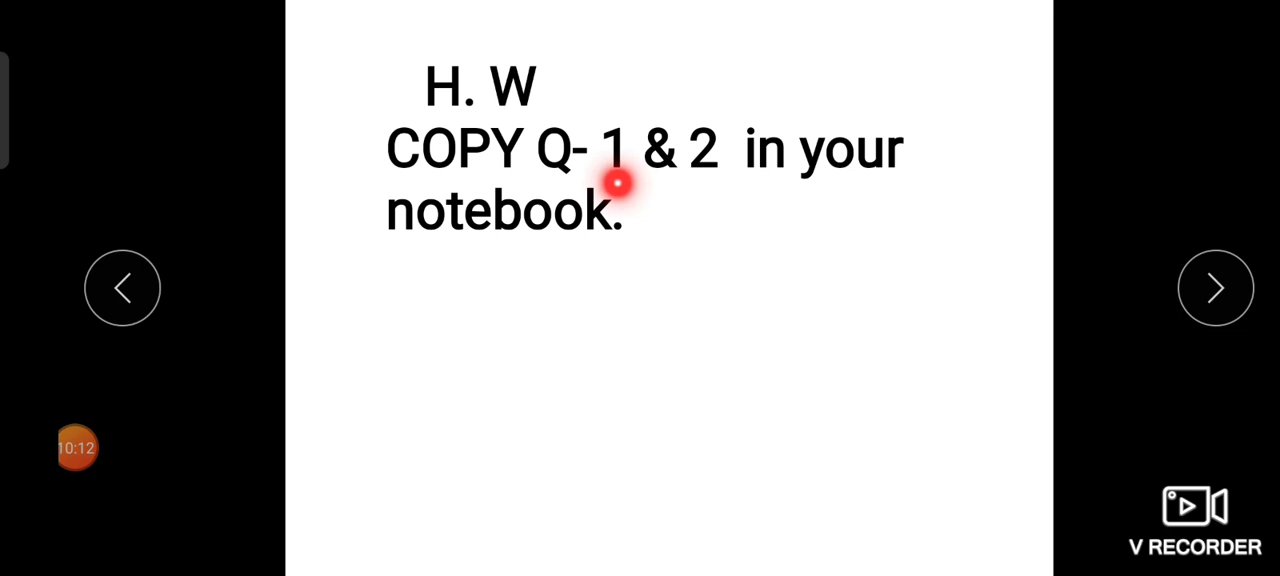 H. W
COPY Q- 1 & 2 in your
notebook.
10:12
V RECORDER